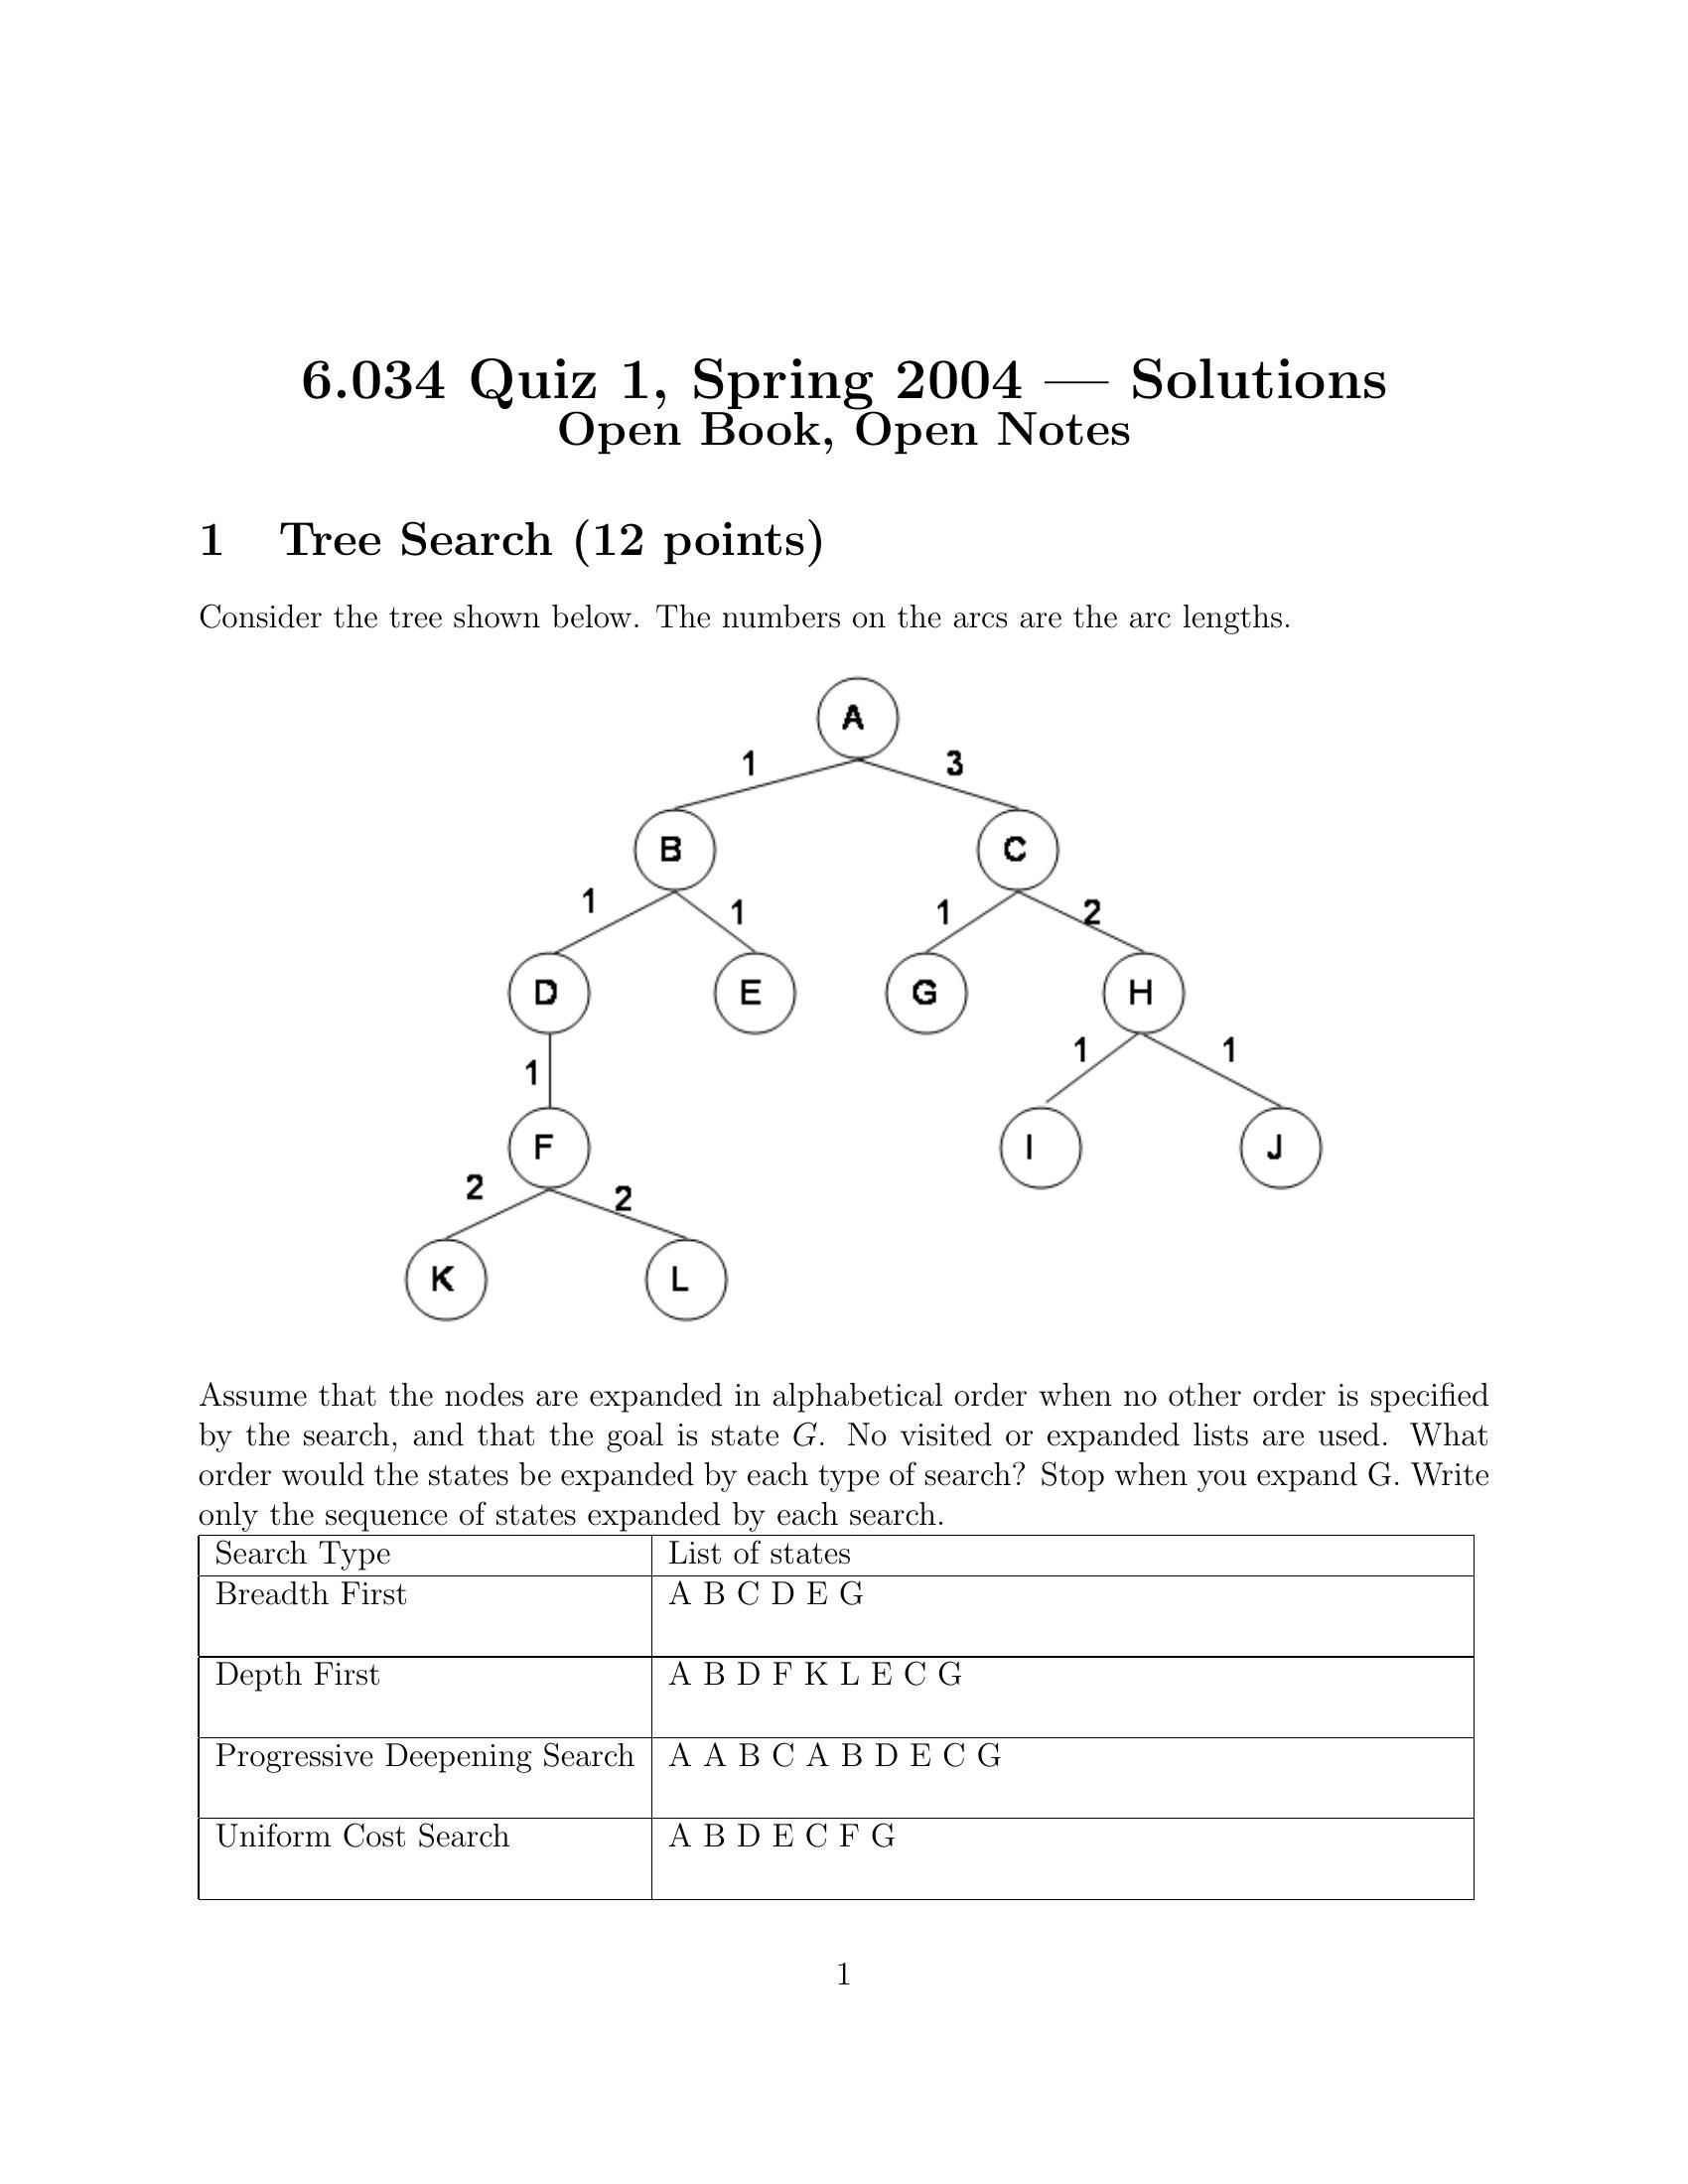 6.034 Quiz 1, Spring 2004 — Solutions
Open Book, Open Notes
1 Tree Search (12 points)
Consider the tree shown below. The numbers on the arcs are the arc lengths.
A
1 3
B C
1 1 1 2
D E G H
1 1 1
F I J
2 2
K L
Assume that the nodes are expanded in alphabetical order when no other order is specified
by the search, and that the goal is state G. No visited or expanded lists are used. What
order would the states be expanded by each type of search? Stop when you expand G. Write
only the sequence of states expanded by each search.
Search Type List of states
Breadth First A B C D E G
Depth First A B D F K L E C G
Progressive Deepening Search A A B C A B D E C G
Uniform Cost Search A B D E C F G
1